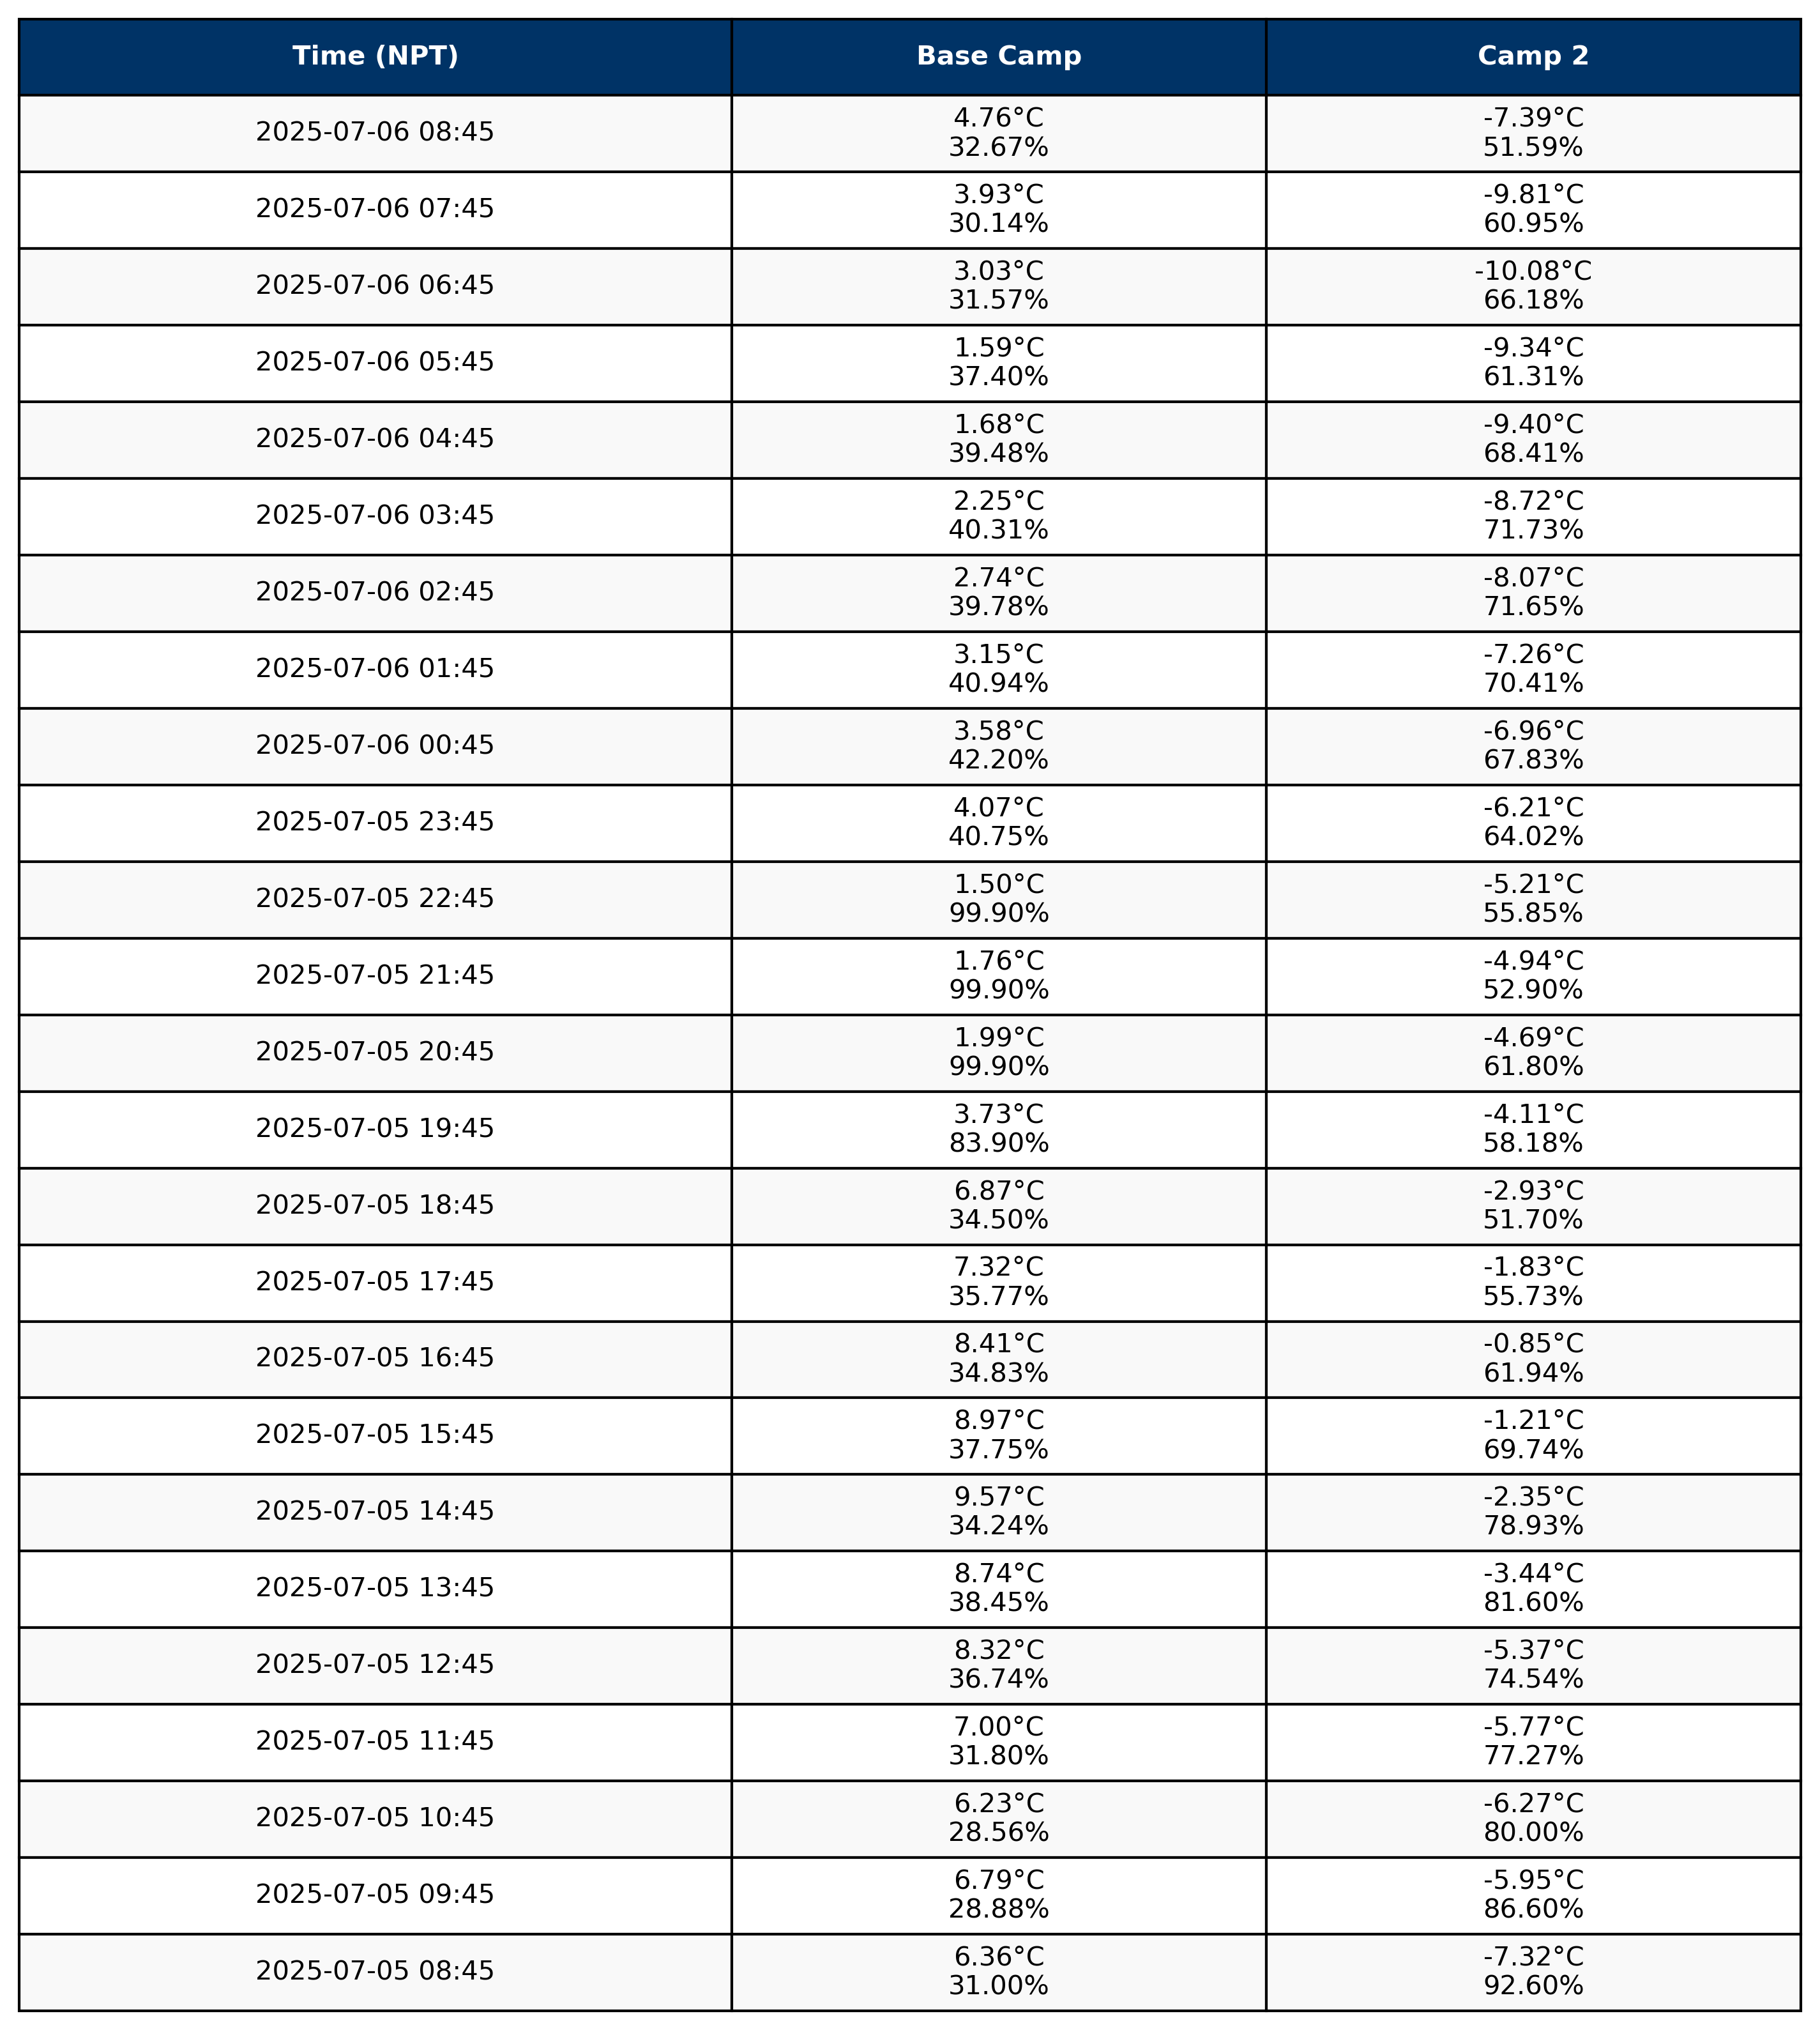 Time (NPT) Base Camp Camp 2
2025-07-06 08:45 4.76°C -7.39°C
32.67% 51.59%
2025-07-06 07:45 3.93°C -9.81°C
30.14% 60.95%
2025-07-06 06:45 3.03°C -10.08°C
31.57% 66.18%
2025-07-06 05:45 1.59°C -9.34°C
37.40% 61.31%
2025-07-06 04:45 1.68°C -9.40°C
39.48% 68.41%
2025-07-06 03:45 2.25°C -8.72°C
40.31% 71.73%
2025-07-06 02:45 2.74°C -8.07°C
39.78% 71.65%
2025-07-06 01:45 3.15°C -7.26°C
40.94% 70.41%
2025-07-06 00:45 3.58°C -6.96°C
42.20% 67.83%
2025-07-05 23:45 4.07°C -6.21°C
40.75% 64.02%
2025-07-05 22:45 1.50°C -5.21°C
99.90% 55.85%
2025-07-05 21:45 1.76°C -4.94°C
99.90% 52.90%
2025-07-05 20:45 1.99°C -4.69°C
99.90% 61.80%
2025-07-05 19:45 3.73°C -4.11°C
83.90% 58.18%
2025-07-05 18:45 6.87°C -2.93°C
34.50% 51.70%
2025-07-05 17:45 7.32°C -1.83°C
35.77% 55.73%
2025-07-05 16:45 8.41°C -0.85°C
34.83% 61.94%
2025-07-05 15:45 8.97°C -1.21°C
37.75% 69.74%
2025-07-05 14:45 9.57°C -2.35°C
34.24% 78.93%
2025-07-05 13:45 8.74°C -3.44°C
38.45% 81.60%
2025-07-05 12:45 8.32°C -5.37°C
36.74% 74.54%
2025-07-05 11:45 7.00°C -5.77°C
31.80% 77.27%
2025-07-05 10:45 6.23°C -6.27°C
28.56% 80.00%
2025-07-05 09:45 6.79°C -5.95°C
28.88% 86.60%
2025-07-05 08:45 6.36°C -7.32°C
31.00% 92.60%